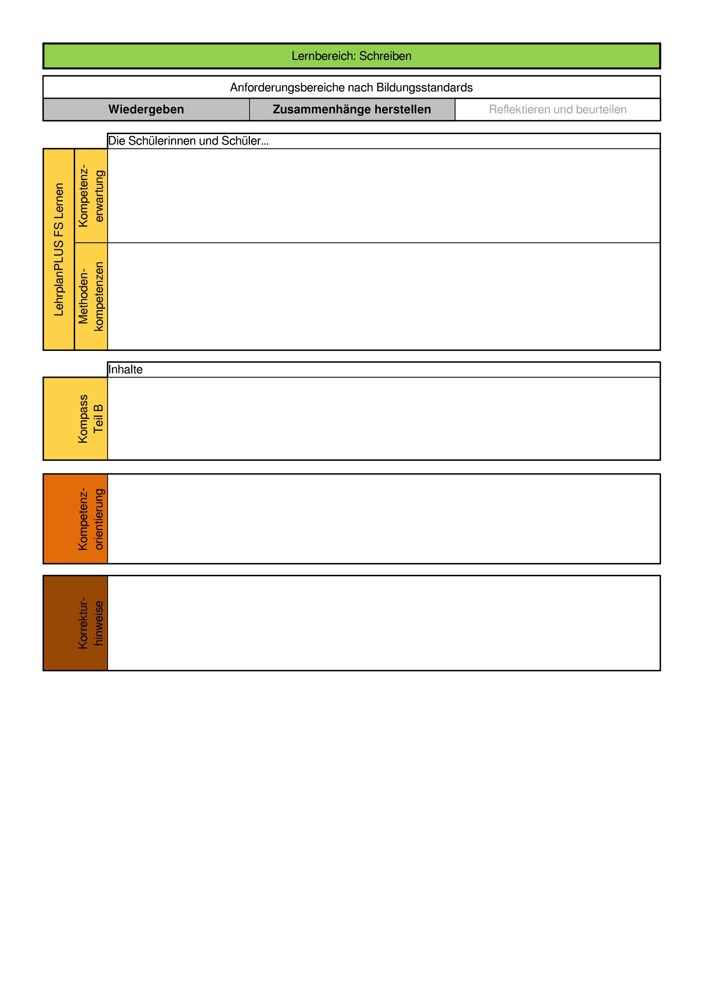 Lernbereich: Schreiben
Anforderungsbereiche nach Bildungsstandards
Wiedergeben
Zusammenhänge herstellen
Reflektieren und beurteilen
Die Schülerinnen und Schüler...
LehrplanPLUS FS Lernen
Kompetenz-
erwartung
Methoden-
kompetenzen
Inhalte
Kompass
Teil B
Kompetenz-
orientierung
Korrektur-
hinweise